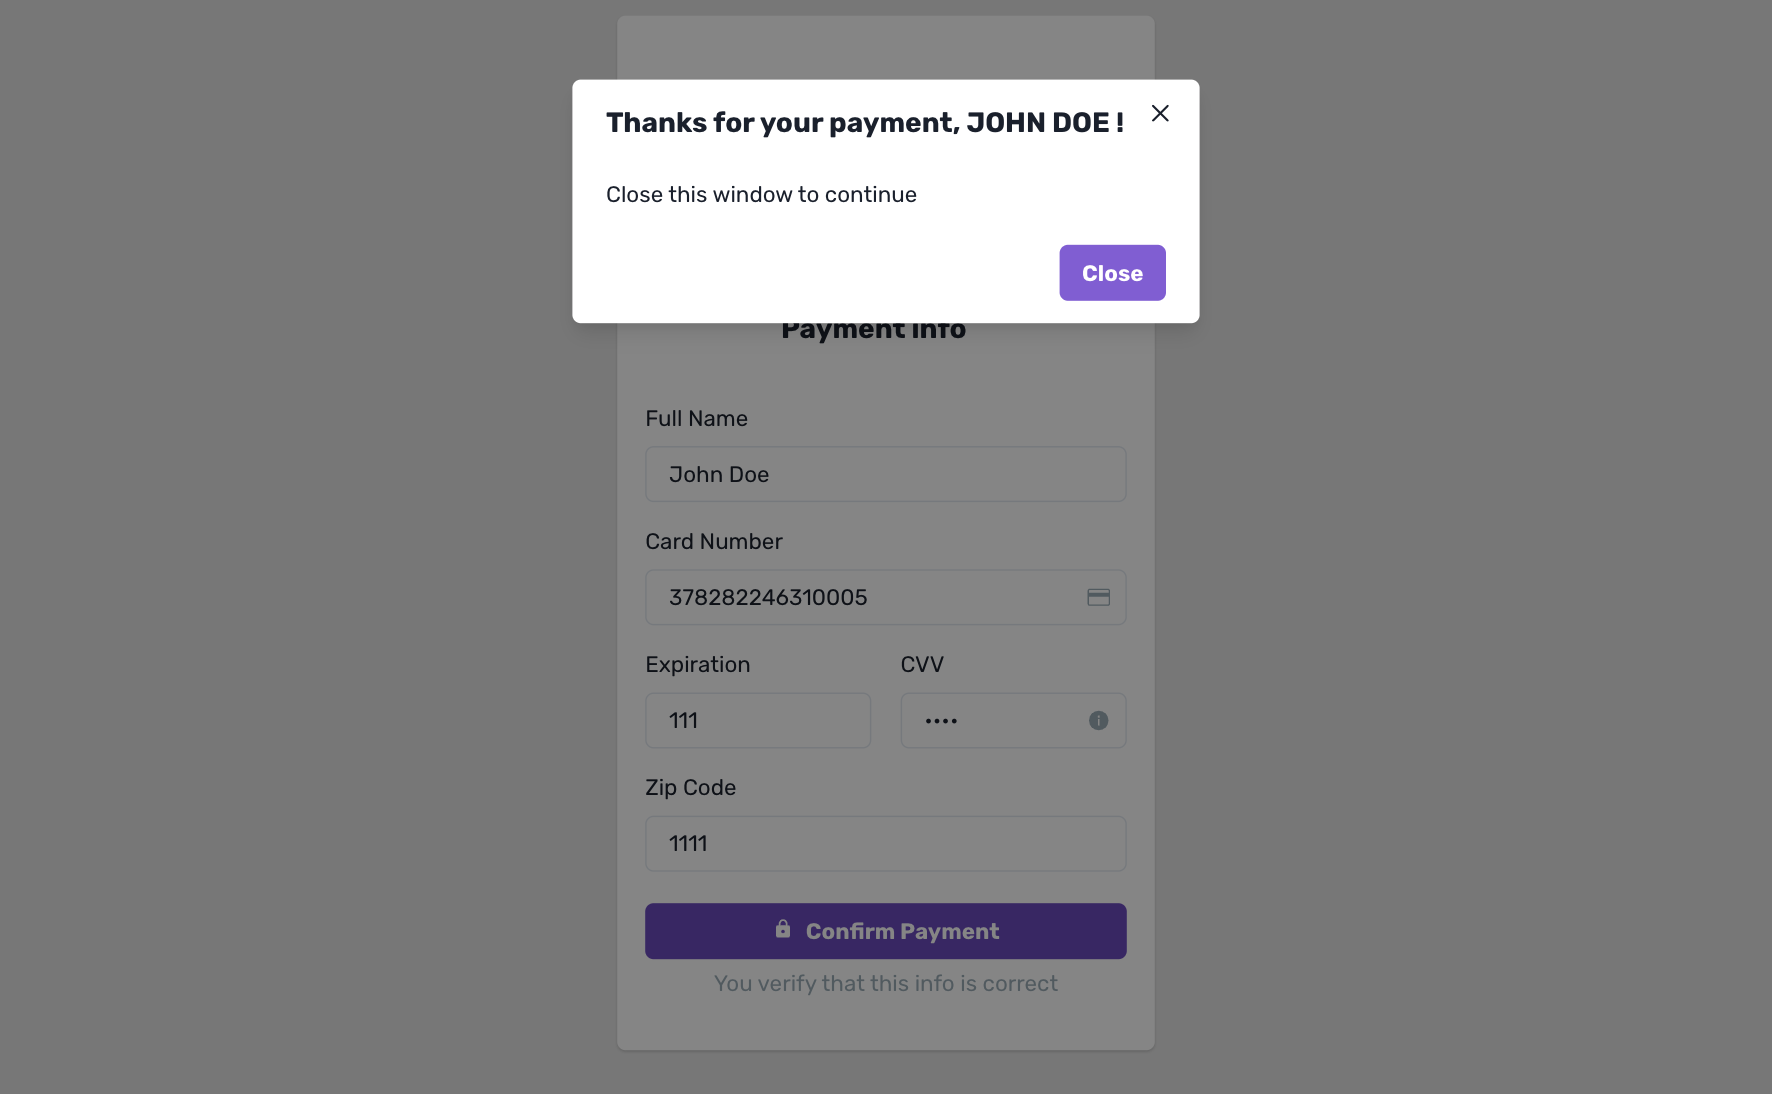 Thanks for your payment, JOHN DOE !
Close this window to continue
Close
Payment info
Full Name
John Doe
Card Number
378282246310005
Expiration
CVV
111
••••
Zip Code
1111
Confirm Payment
You verify that this info is correct